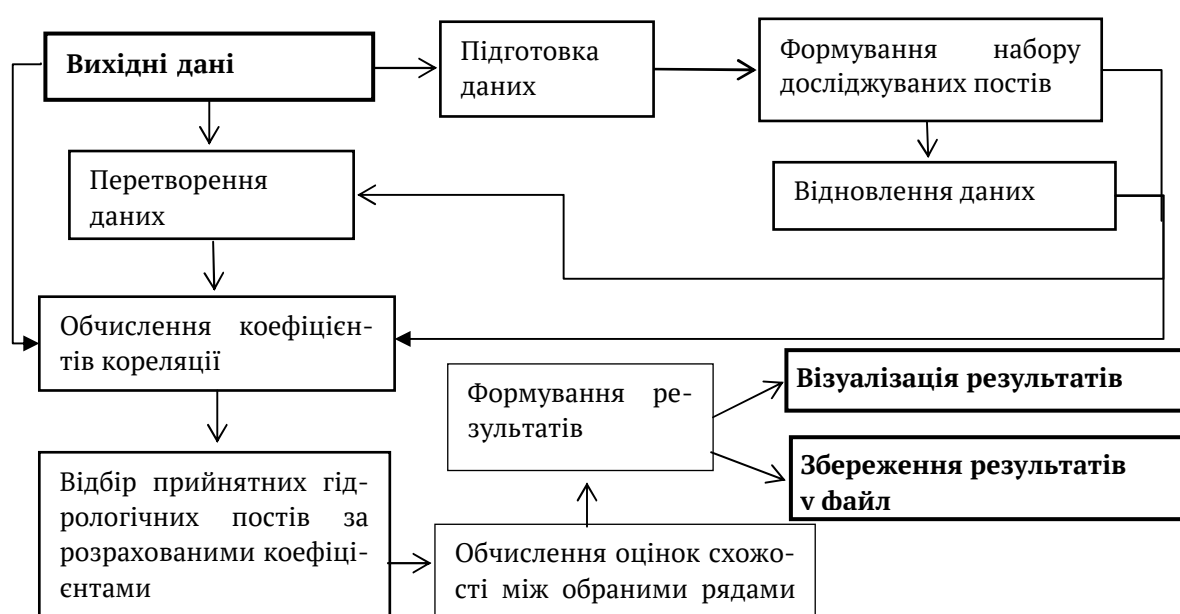 Вихідні дані
Підготовка
даних
Формування набору
досліджуваних постів
Перетворення
даних
Відновлення даних
Обчислення коефіцієн-
тів кореляції
Формування ре-
зультатів
Візуалізація результатів
Збереження результатів
у файл
Відбір прийнятних гід-
рологічних постів за
розрахованими коефіці-
єнтами
Обчислення оцінок схожо-
сті між обраними рядами